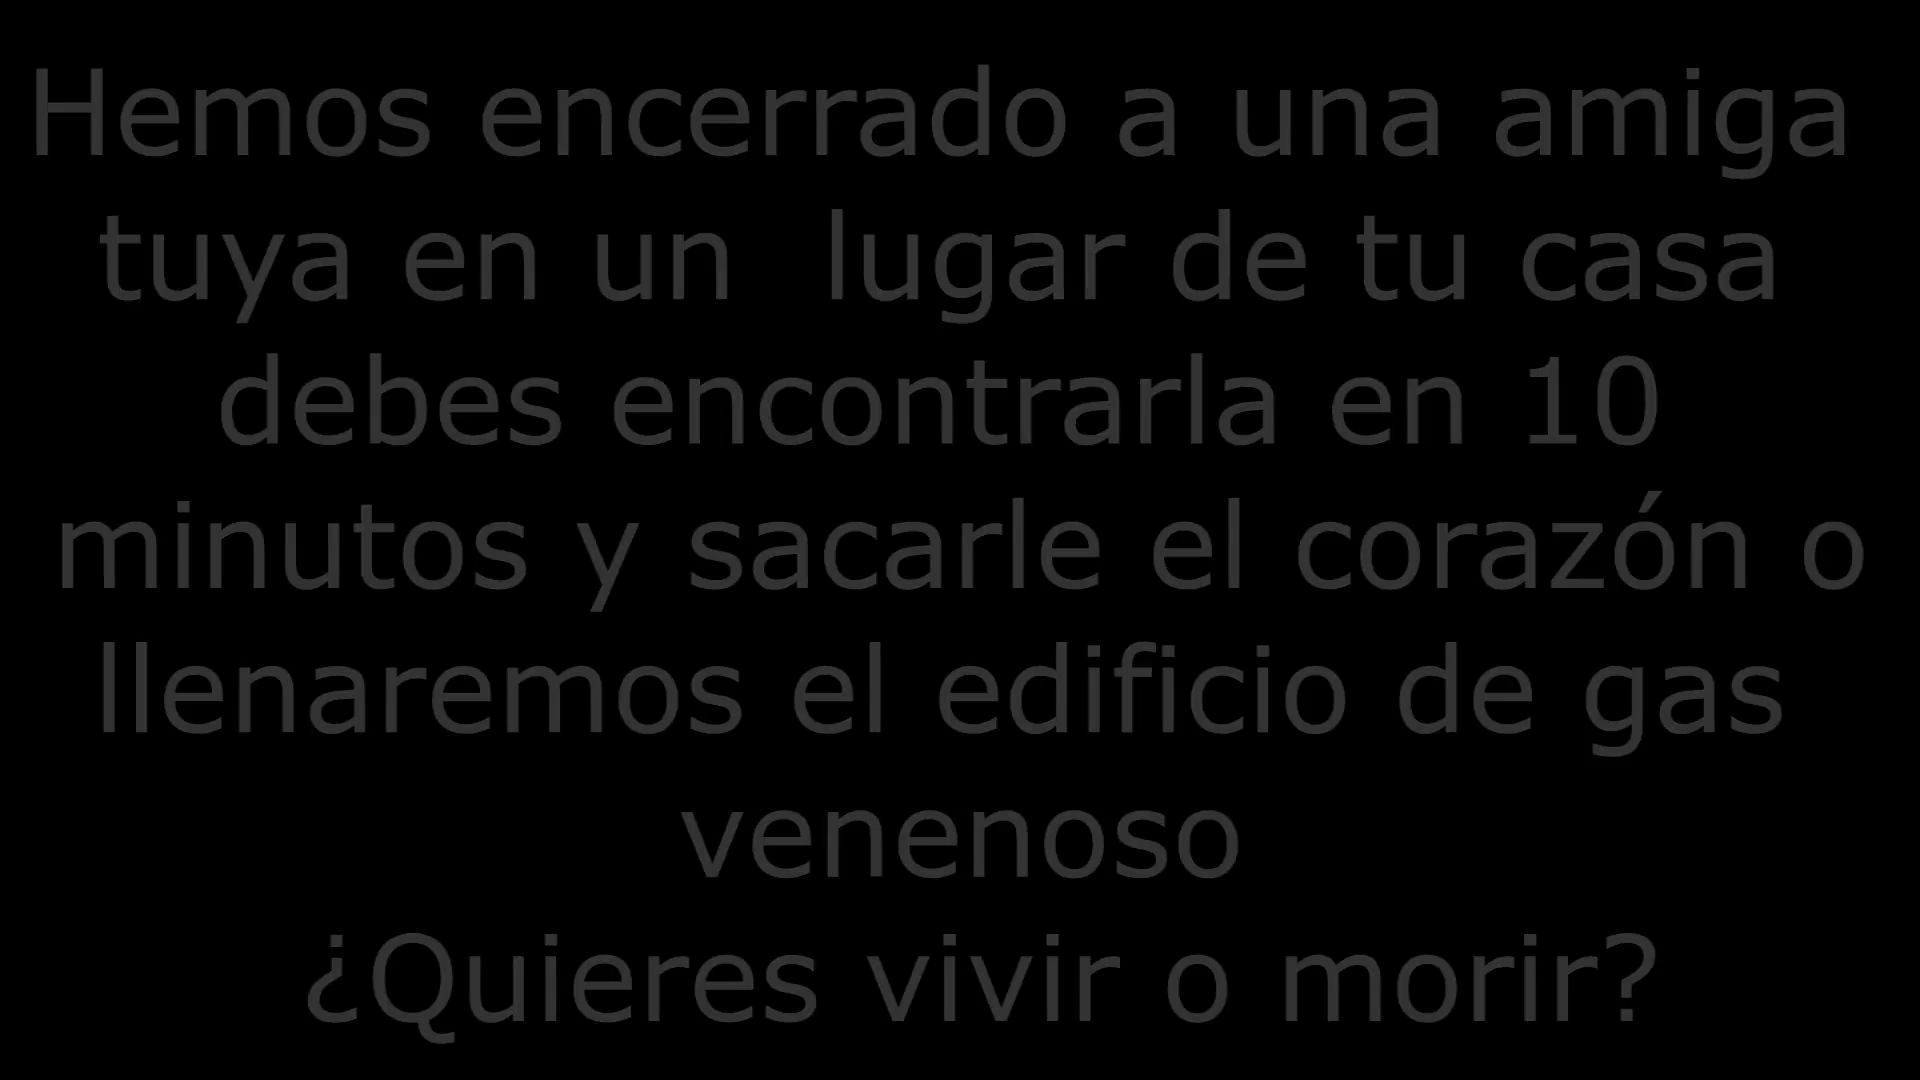 Hemos encerrado a una amiga
tuya en un lugar de tu casa
debes encontrarla en 10
minutos y sacarle el corazón o
llenaremos el edificio de gas
venenoso
¿Quieres vivir o morir?